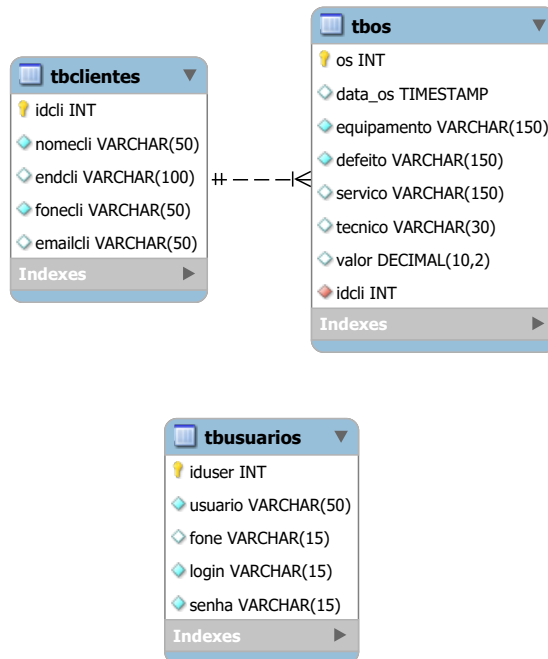 tbclientes
idcli INT
nomecli VARCHAR(50)
endcli VARCHAR(100)
fonecli VARCHAR(50)
emailcli VARCHAR(50)
Indexes
tbos
os INT
data_os TIMESTAMP
equipamento VARCHAR(150)
defeito VARCHAR(150)
servico VARCHAR(150)
tecnico VARCHAR(30)
valor DECIMAL(10,2)
idcli INT
Indexes
tbusuarios
iduser INT
usuario VARCHAR(50)
fone VARCHAR(15)
login VARCHAR(15)
senha VARCHAR(15)
Indexes